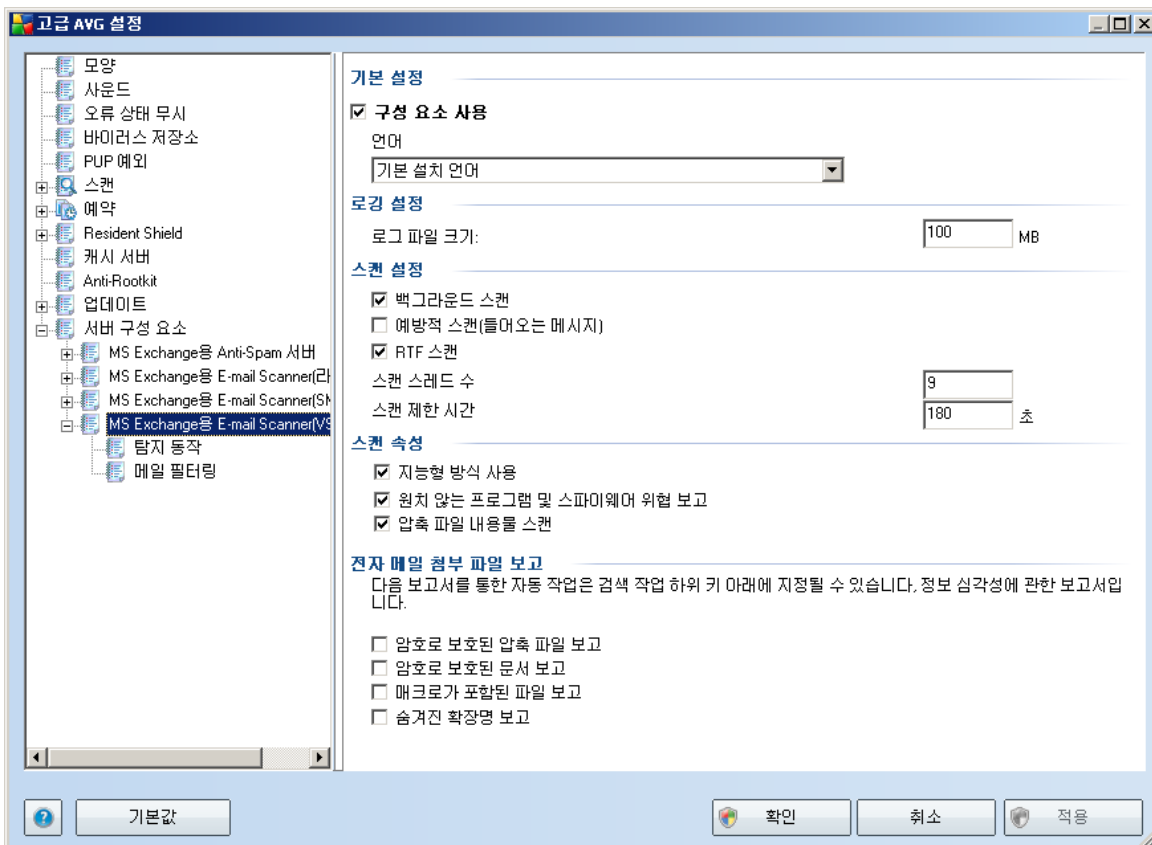 고급 AVG 설정
모양
사운드
오류 상태 무시
바이러스 저장소
PUP 예외
스캔
예약
Resident Shield
캐시 서버
Anti-Rootkit
업데이트
서버 구성 요소
MS Exchange용 Anti-Spam 서버
MS Exchange용 E-mail Scanner(라
MS Exchange용 E-mail Scanner(SM
MS Exchange용 E-mail Scanner(VS
탐지 동작
메일 필터링
기본 설정
구성 요소 사용
언어
기본 설치 언어
로깅 설정
로그 파일 크기:
100 MB
스캔 설정
백그라운드 스캔
예방적 스캔(들어오는 메시지)
RTF 스캔
스캔 스레드 수
9
스캔 제한 시간
180 초
스캔 속성
지능형 방식 사용
원치 않는 프로그램 및 스파이웨어 위협 보고
압축 파일 내용물 스캔
전자 메일 첨부 파일 보고
다음 보고서를 통한 자동 작업은 검색 작업 하위 키 아래에 지정될 수 있습니다. 정보 심각성에 관한 보고서입
니다.
암호로 보호된 압축 파일 보고
암호로 보호된 문서 보고
매크로가 포함된 파일 보고
숨겨진 확장명 보고
기본값
확인
취소
적용